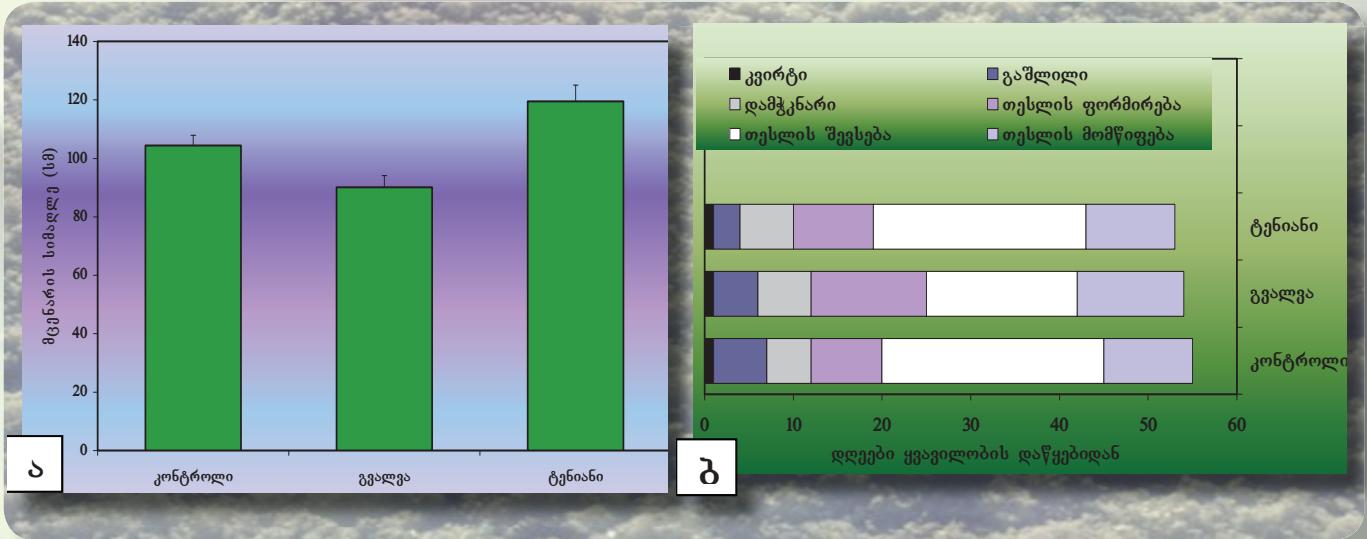 140
120
100
80
60
40
20
0
მცენარის სიმაღლე (სმ)
კონტროლი გვალვა ტენიანი
ა
კვირტი გაშლილი
დამჭკნარი თესლის ფორმირება
თესლის შევსება თესლის მომწიფება
ტენიანი
გვალვა
კონტროლი
0 10 20 30 40 50 60
დღეები ყვავილობის დაწყებიდან
ბ